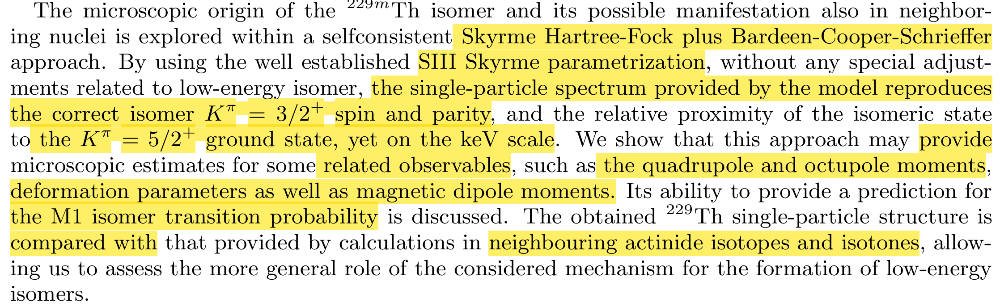 The microscopic origin of the ²²⁹ᵐTh isomer and its possible manifestation also in neighbor-
ing nuclei is explored within a selfconsistent Skyrme Hartree-Fock plus Bardeen-Cooper-Schrieffer
approach. By using the well established SIII Skyrme parametrization, without any special adjust-
ments related to low-energy isomer, the single-particle spectrum provided by the model reproduces
the correct isomer Kᵖⁱ = 3/2⁺ spin and parity, and the relative proximity of the isomeric state
to the Kᵖⁱ = 5/2⁺ ground state, yet on the keV scale. We show that this approach may provide
microscopic estimates for some related observables, such as the quadrupole and octupole moments,
deformation parameters as well as magnetic dipole moments. Its ability to provide a prediction for
the M1 isomer transition probability is discussed. The obtained ²²⁹Th single-particle structure is
compared with that provided by calculations in neighbouring actinide isotopes and isotones, allow-
ing us to assess the more general role of the considered mechanism for the formation of low-energy
isomers.